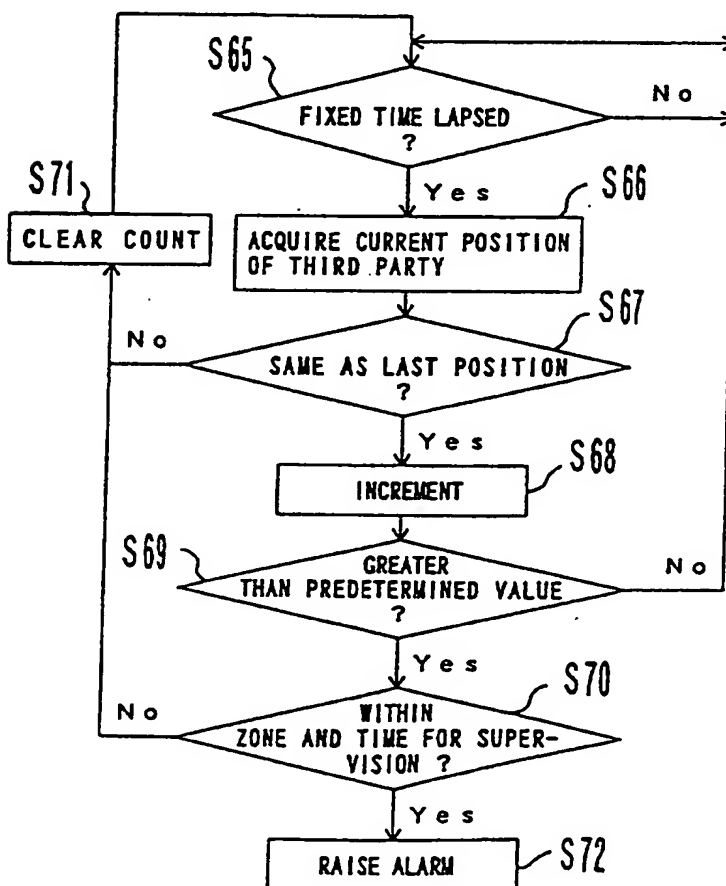 S65
FIXED TIME LAPSED
?
No
Yes
S71
CLEAR COUNT
S66
ACQUIRE CURRENT POSITION
OF THIRD PARTY
S67
No
SAME AS LAST POSITION
?
Yes
S68
INCREMENT
S69
GREATER
THAN PREDETERMINED VALUE
?
No
Yes
S70
No
WITHIN
ZONE AND TIME FOR SUPER-
VISION ?
Yes
S72
RAISE ALARM